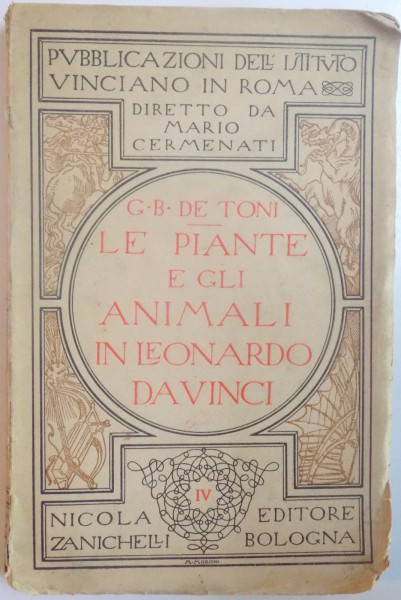 PVBBLICAZIONI DELL' ISTITVTO
VINCIANO IN ROMA
DIRETTO DA
MARIO
CERMENATI
G·B· DE TONI
LE PIANTE
E GLI
ANIMALI
IN LEONARDO
DA VINCI
IV
NICOLA EDITORE
ZANICHELLI BOLOGNA